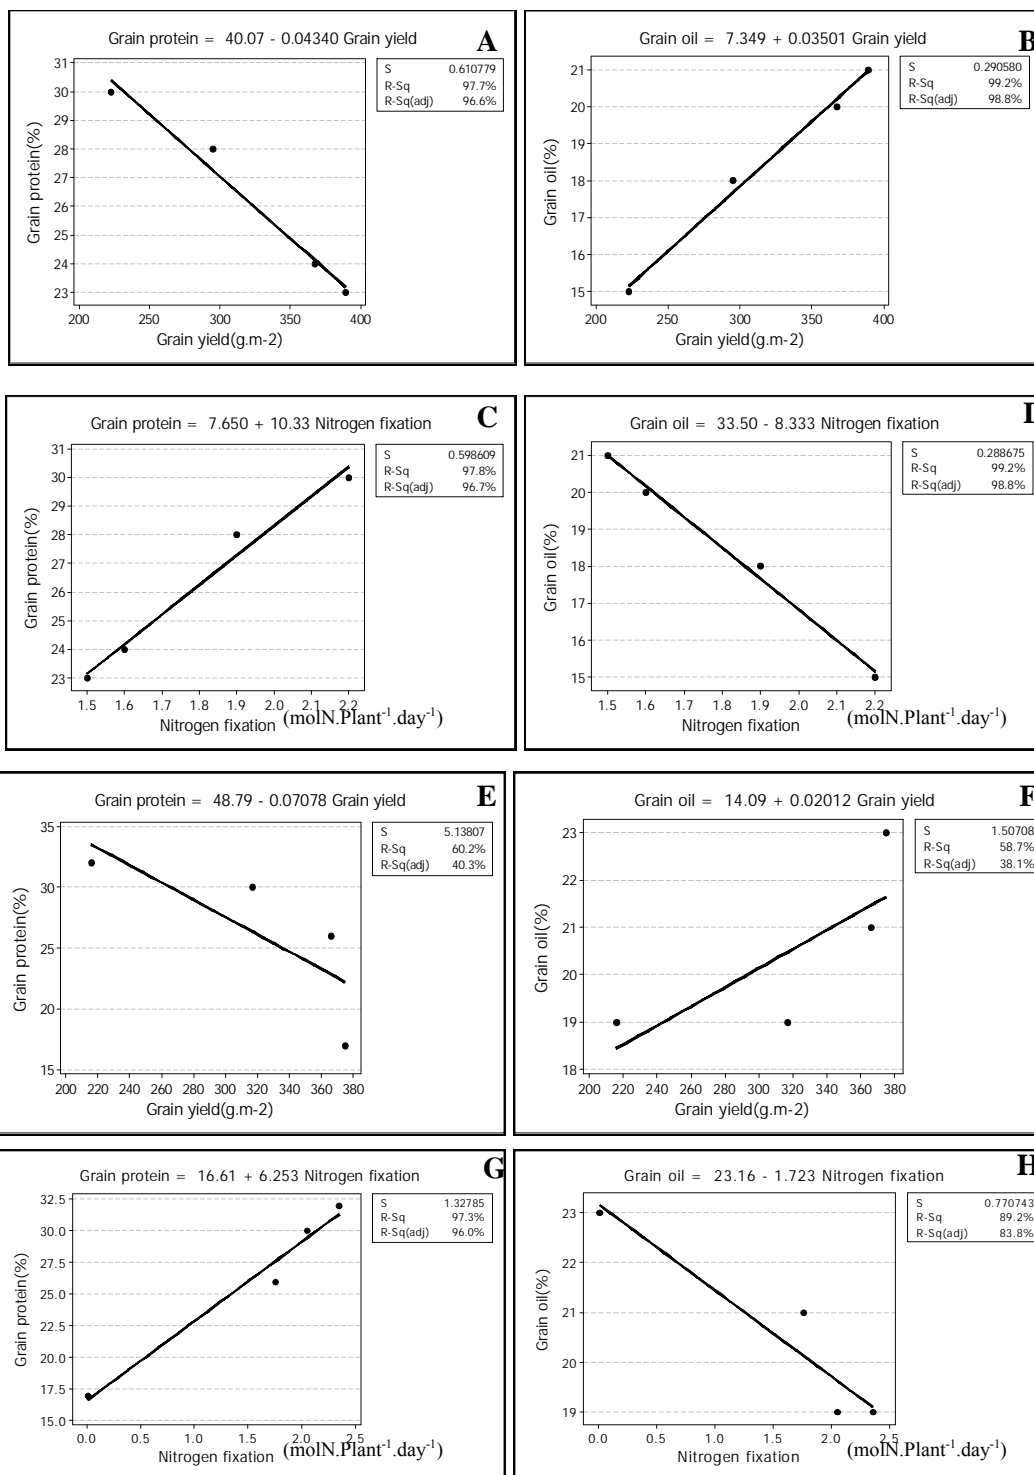 Grain protein = 40.07 - 0.04340 Grain yield
A
S 0.610779
R-Sq 97.7%
R-Sq(adj) 96.6%
31
30
29
28
27
26
25
24
23
Grain protein(%)
200 250 300 350 400
Grain yield(g.m-2)
Grain oil = 7.349 + 0.03501 Grain yield
B
S 0.290580
R-Sq 99.2%
R-Sq(adj) 98.8%
21
20
19
18
17
16
15
Grain oil(%)
200 250 300 350 400
Grain yield(g.m-2)
Grain protein = 7.650 + 10.33 Nitrogen fixation
C
S 0.598609
R-Sq 97.8%
R-Sq(adj) 96.7%
31
30
29
28
27
26
25
24
23
Grain protein(%)
1.5 1.6 1.7 1.8 1.9 2.0 2.1 2.2
Nitrogen fixation (molN.Plant⁻¹.day⁻¹)
Grain oil = 33.50 - 8.333 Nitrogen fixation
S 0.288675
R-Sq 99.2%
R-Sq(adj) 98.8%
21
20
19
18
17
16
15
Grain oil(%)
1.5 1.6 1.7 1.8 1.9 2.0 2.1 2.2
Nitrogen fixation (molN.Plant⁻¹.day⁻¹)
Grain protein = 48.79 - 0.07078 Grain yield
E
S 5.13807
R-Sq 60.2%
R-Sq(adj) 40.3%
35
30
25
20
15
Grain protein(%)
200 220 240 260 280 300 320 340 360 380
Grain yield(g.m-2)
Grain oil = 14.09 + 0.02012 Grain yield
F
S 1.50708
R-Sq 58.7%
R-Sq(adj) 38.1%
23
22
21
20
19
18
Grain oil(%)
200 220 240 260 280 300 320 340 360 380
Grain yield(g.m-2)
Grain protein = 16.61 + 6.253 Nitrogen fixation
G
S 1.32785
R-Sq 97.3%
R-Sq(adj) 96.0%
32.5
30.0
27.5
25.0
22.5
20.0
17.5
15.0
Grain protein(%)
0.0 0.5 1.0 1.5 2.0 2.5
Nitrogen fixation (molN.Plant⁻¹.day⁻¹)
Grain oil = 23.16 - 1.723 Nitrogen fixation
H
S 0.770743
R-Sq 89.2%
R-Sq(adj) 83.8%
23
22
21
20
19
Grain oil(%)
0.0 0.5 1.0 1.5 2.0 2.5
Nitrogen fixation (molN.Plant⁻¹.day⁻¹)